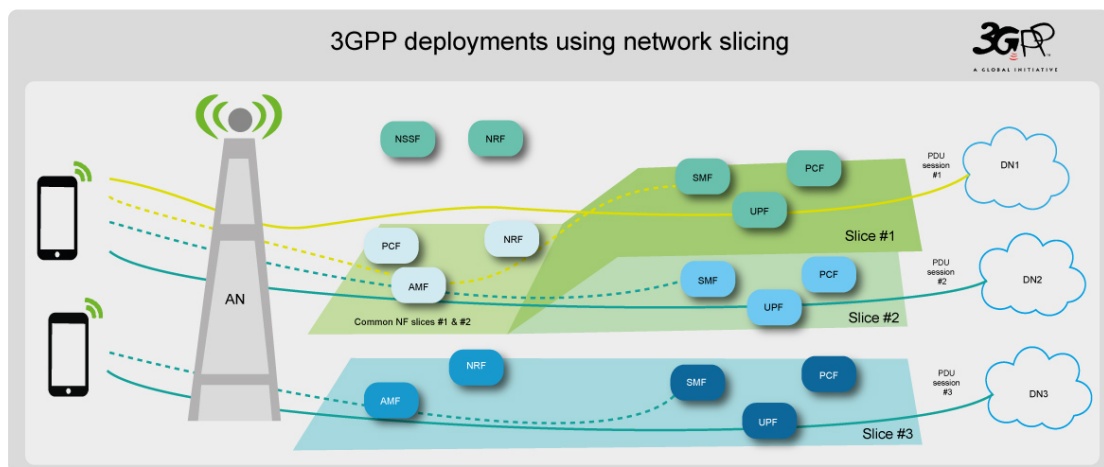 3GPP deployments using network slicing
3GPP
A GLOBAL INITIATIVE
NSSF
NRF
SMF
PCF
UPF
Slice #1
PDU
session
#1
DN1
AN
PCF
NRF
AMF
Common NF slices #1 & #2
SMF
PCF
UPF
Slice #2
PDU
session
#2
DN2
NRF
AMF
SMF
PCF
UPF
Slice #3
PDU
session
#3
DN3